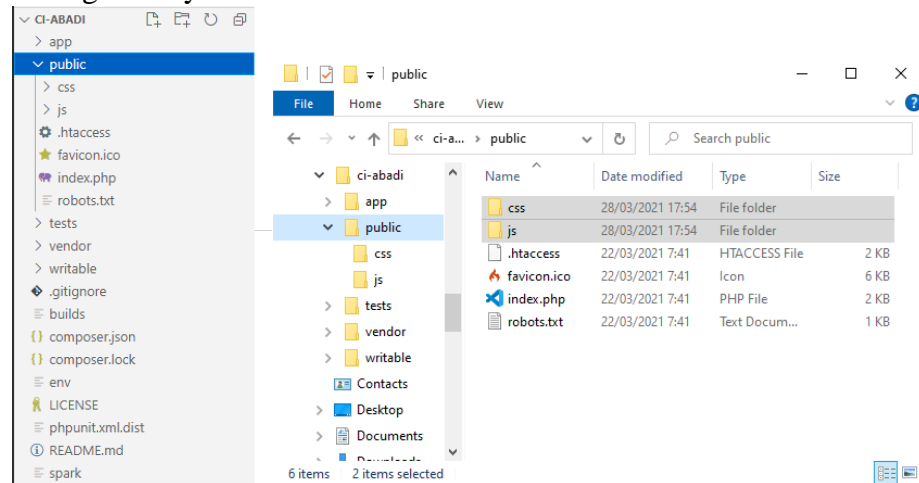 CI-ABADI
app
public
css
js
.htaccess
favicon.ico
index.php
robots.txt
tests
vendor
writable
.gitignore
builds
composer.json
composer.lock
env
LICENSE
phpunit.xml.dist
README.md
spark
public
File Home Share View
« ci-a... > public
Search public
ci-abadi
app
public
css
js
tests
vendor
writable
Contacts
Desktop
Documents
Downloads
Name Date modified Type Size
css 28/03/2021 17:54 File folder
js 28/03/2021 17:54 File folder
.htaccess 22/03/2021 7:41 HTACCESS File 2 KB
favicon.ico 22/03/2021 7:41 Icon 6 KB
index.php 22/03/2021 7:41 PHP File 2 KB
robots.txt 22/03/2021 7:41 Text Docum... 1 KB
6 items 2 items selected